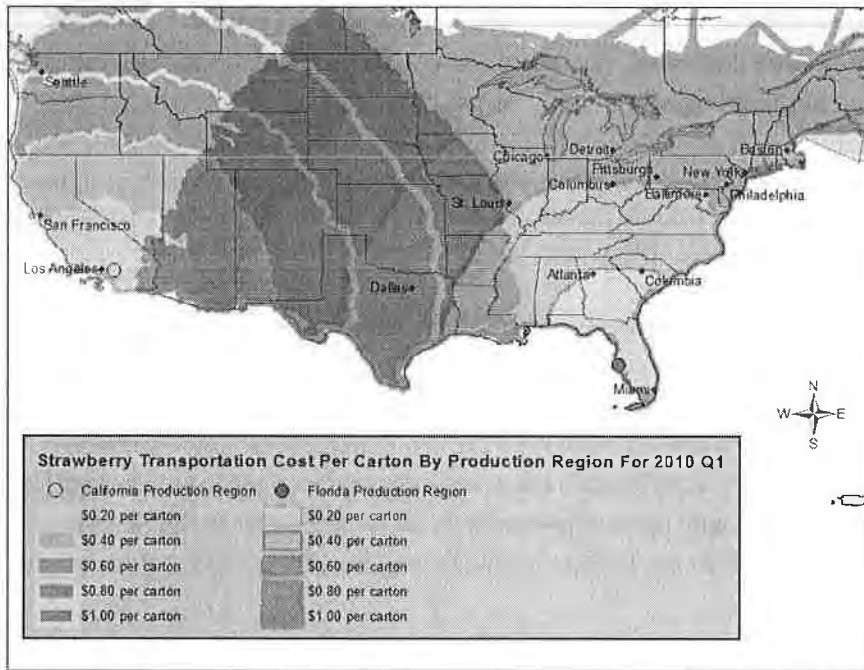 Seattle
Chicago
Detroit
Boston
Pittsburg
New York
Columbus
Baltimore
Philadelphia
St. Louis
San Francisco
Los Angeles
Atlanta
Columbia
Dallas
Miami
N
W E
S
Strawberry Transportation Cost Per Carton By Production Region For 2010 Q1
California Production Region Florida Production Region
$0.20 per carton $0.20 per carton
$0.40 per carton $0.40 per carton
$0.60 per carton $0.60 per carton
$0.80 per carton $0.80 per carton
$1.00 per carton $1.00 per carton